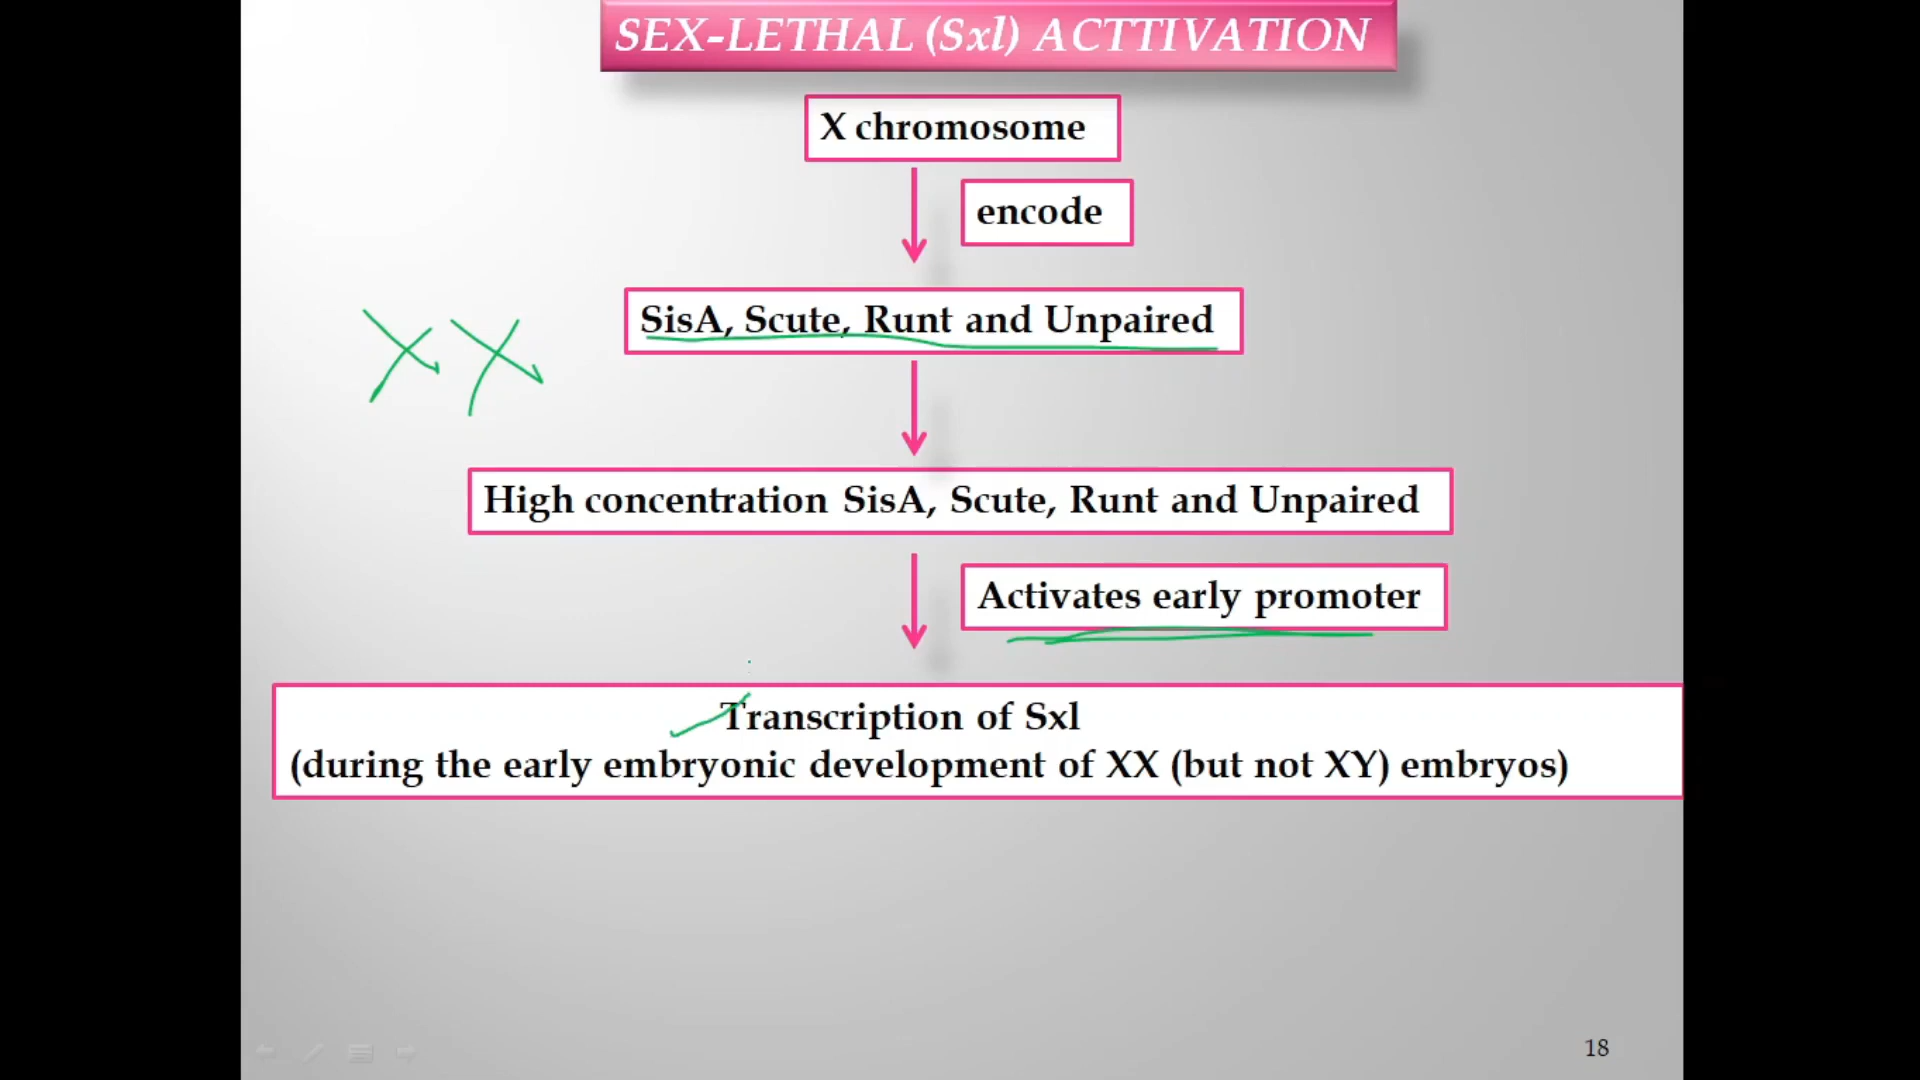 SEX-LETHAL (Sxl) ACTTIVATION
X chromosome
encode
SisA, Scute, Runt and Unpaired
XX
High concentration SisA, Scute, Runt and Unpaired
Activates early promoter
Transcription of Sxl
(during the early embryonic development of XX (but not XY) embryos)
18